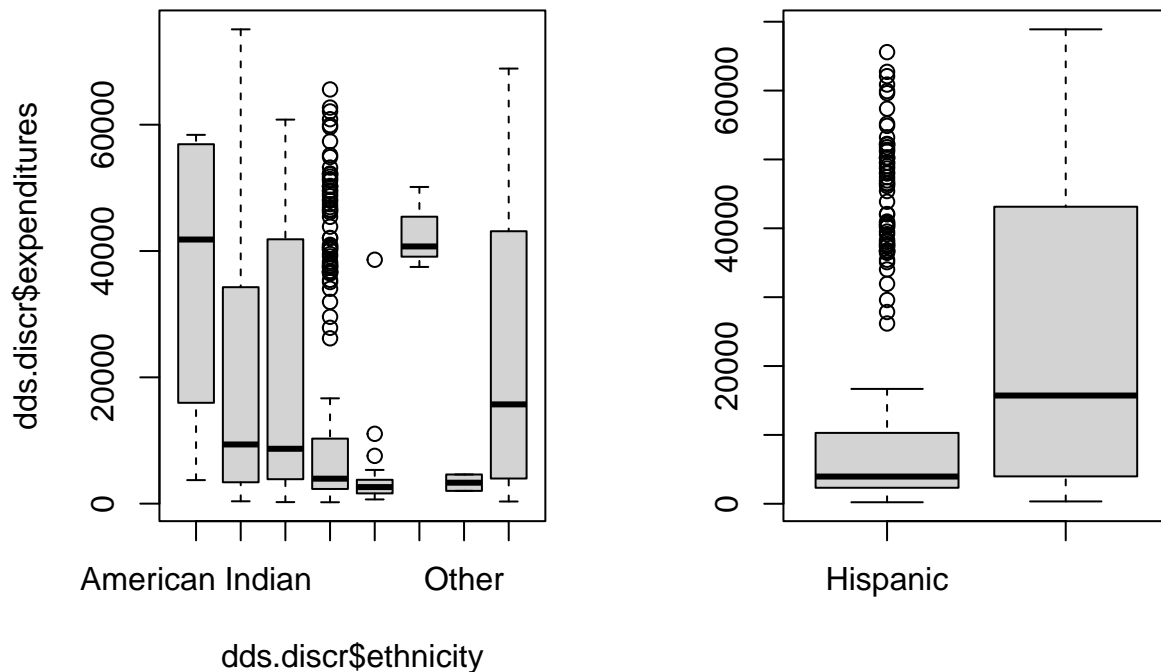 dds.discr$expenditures
60000
40000
20000
0
American Indian
Other
dds.discr$ethnicity
60000
40000
20000
0
Hispanic